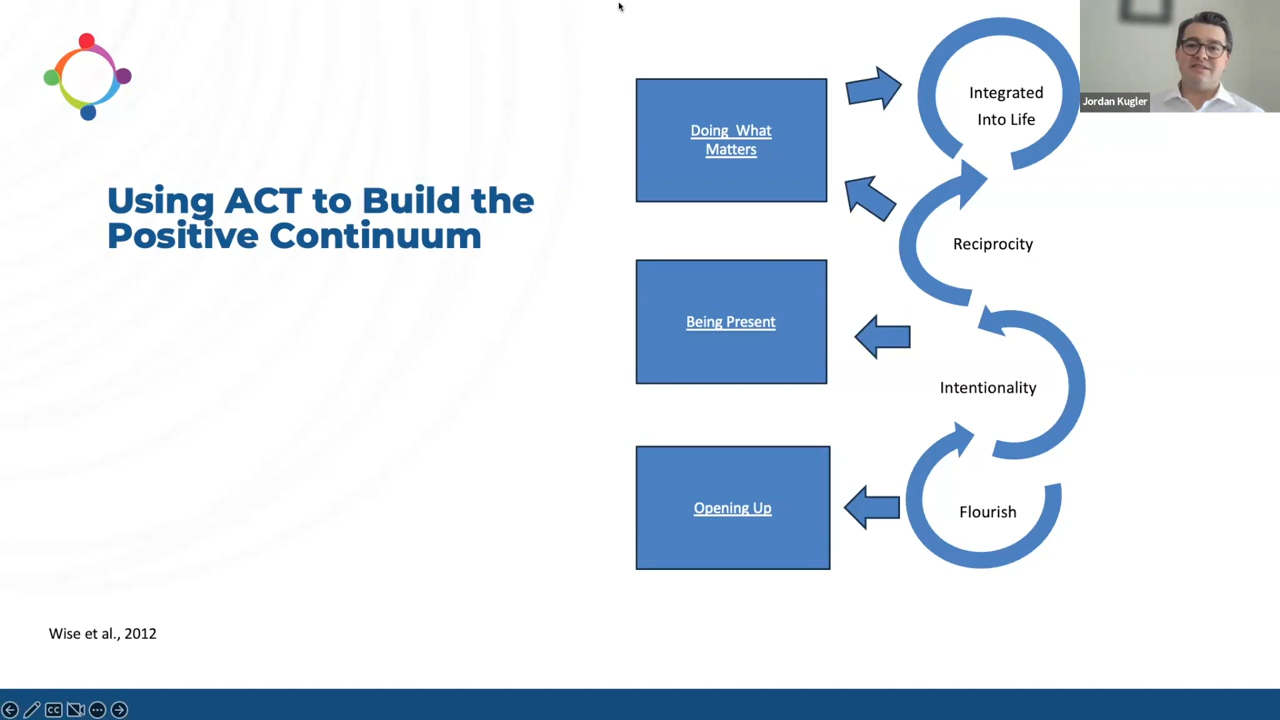 Using ACT to Build the
Positive Continuum
Doing What
Matters
Being Present
Opening Up
Integrated
Into Life
Reciprocity
Intentionality
Flourish
Jordan Kugler
Wise et al., 2012
CC